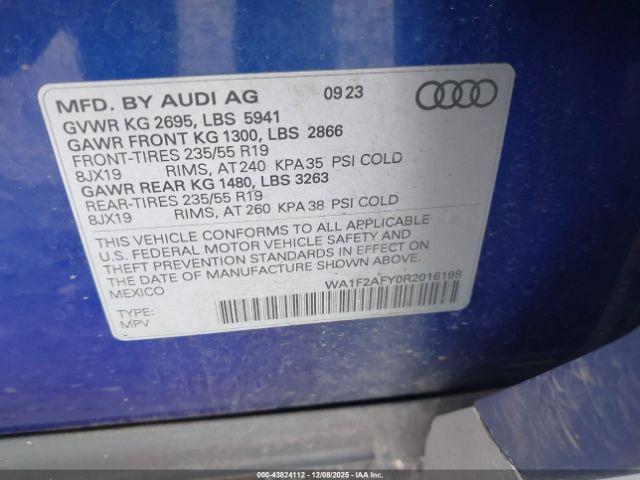 MFD. BY AUDI AG 09 23
GVWR KG 2695, LBS 5941
GAWR FRONT KG 1300, LBS 2866
FRONT-TIRES 235/55 R19
8JX19 RIMS, AT 240 KPA 35 PSI COLD
GAWR REAR KG 1480, LBS 3263
REAR-TIRES 235/55 R19
8JX19 RIMS, AT 260 KPA 38 PSI COLD
THIS VEHICLE CONFORMS TO ALL APPLICABLE
U.S. FEDERAL MOTOR VEHICLE SAFETY AND
THEFT PREVENTION STANDARDS IN EFFECT ON
THE DATE OF MANUFACTURE SHOWN ABOVE.
MEXICO
WA1F2AFY0R2016198
TYPE:
MPV
000-43824112 - 12/08/2025 - IAAI.COM